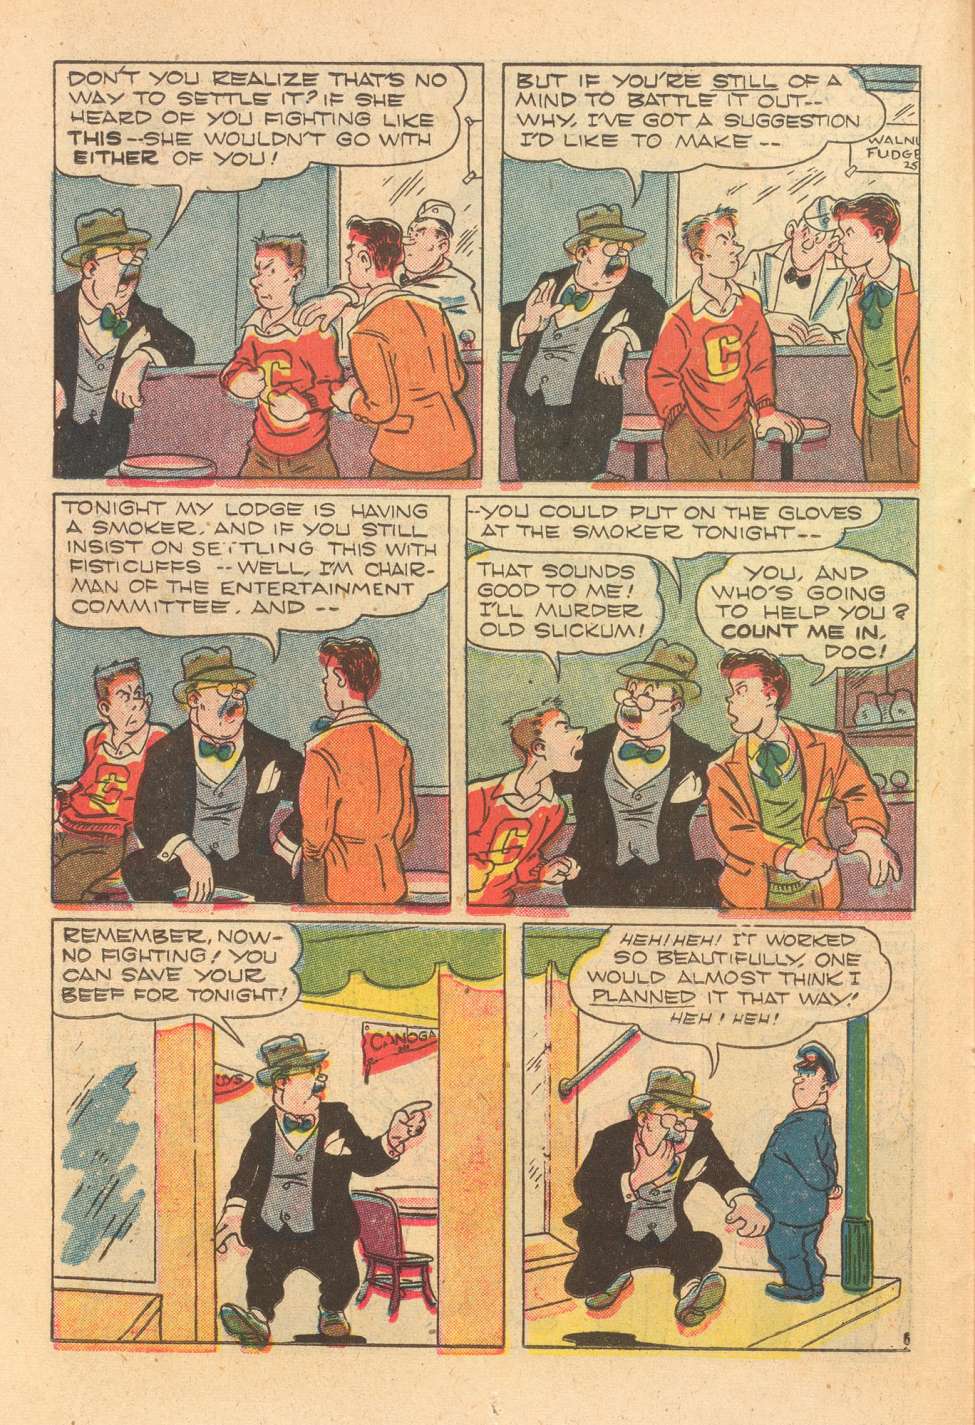 DON'T YOU REALIZE THAT'S NO
WAY TO SETTLE IT? IF SHE
HEARD OF YOU FIGHTING LIKE
THIS--SHE WOULDN'T GO WITH
EITHER OF YOU!
BUT IF YOU'RE STILL OF A
MIND TO BATTLE IT OUT--
WHY, I'VE GOT A SUGGESTION
I'D LIKE TO MAKE--
WALNU
FUDGE
25
C
C
TONIGHT MY LODGE IS HAVING
A SMOKER, AND IF YOU STILL
INSIST ON SETTLING THIS WITH
FISTICUFFS--WELL, I'M CHAIR-
MAN OF THE ENTERTAINMENT
COMMITTEE, AND--
C
--YOU COULD PUT ON THE GLOVES
AT THE SMOKER TONIGHT--
THAT SOUNDS
GOOD TO ME!
I'LL MURDER
OLD SLICKUM!
YOU, AND
WHO'S GOING
TO HELP YOU?
COUNT ME IN,
DOC!
C
REMEMBER, NOW-
NO FIGHTING! YOU
CAN SAVE YOUR
BEEF FOR TONIGHT!
CANOGA
HEH! HEH! IT WORKED
SO BEAUTIFULLY, ONE
WOULD ALMOST THINK I
PLANNED IT THAT WAY!
HEH! HEH!